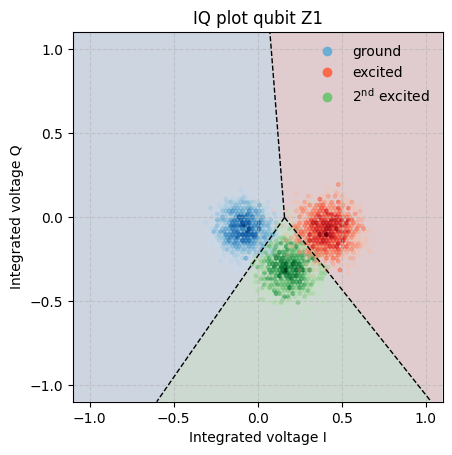 IQ plot qubit Z1
ground
excited
2nd excited
Integrated voltage Q
1.0
0.5
0.0
−0.5
−1.0
−1.0 −0.5 0.0 0.5 1.0
Integrated voltage I